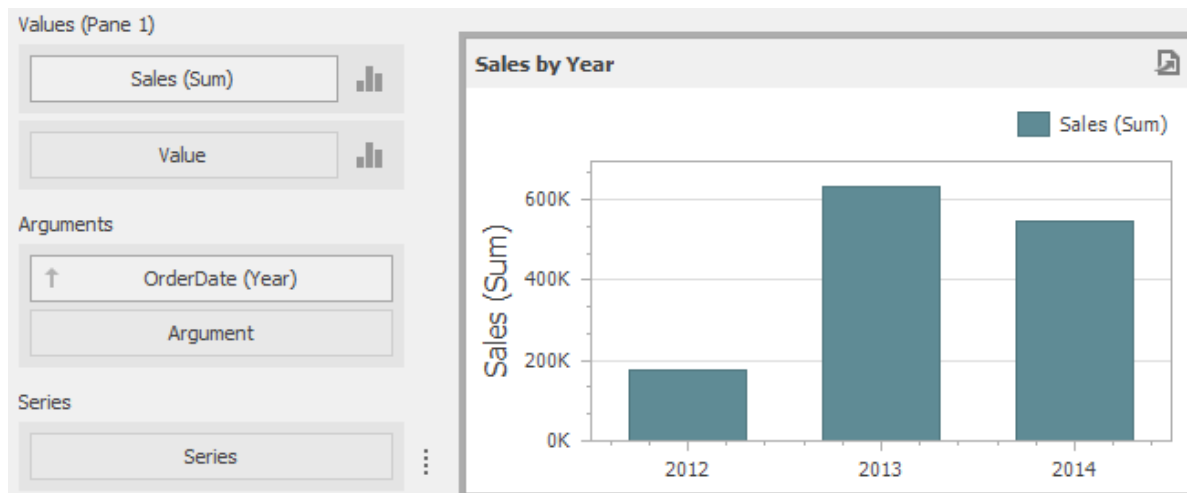 Values (Pane 1)
Sales (Sum)
Value
Arguments
OrderDate (Year)
Argument
Series
Series
Sales by Year
Sales (Sum)
Sales (Sum)
600K
400K
200K
0K
2012 2013 2014